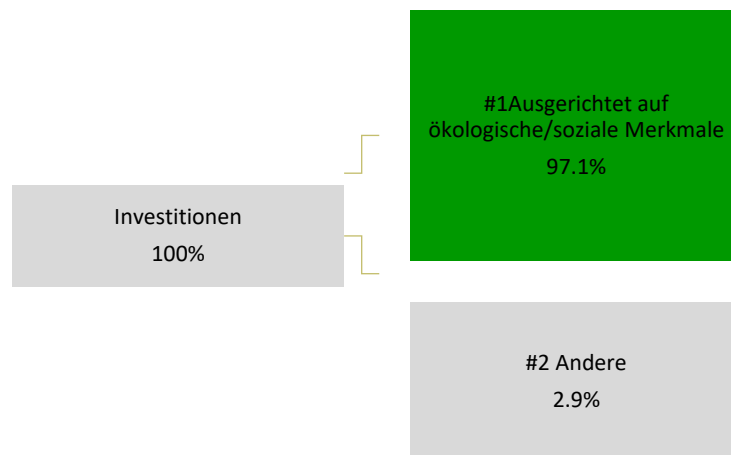 Investitionen
100%
#1Ausgerichtet auf
ökologische/soziale Merkmale
97.1%
#2 Andere
2.9%